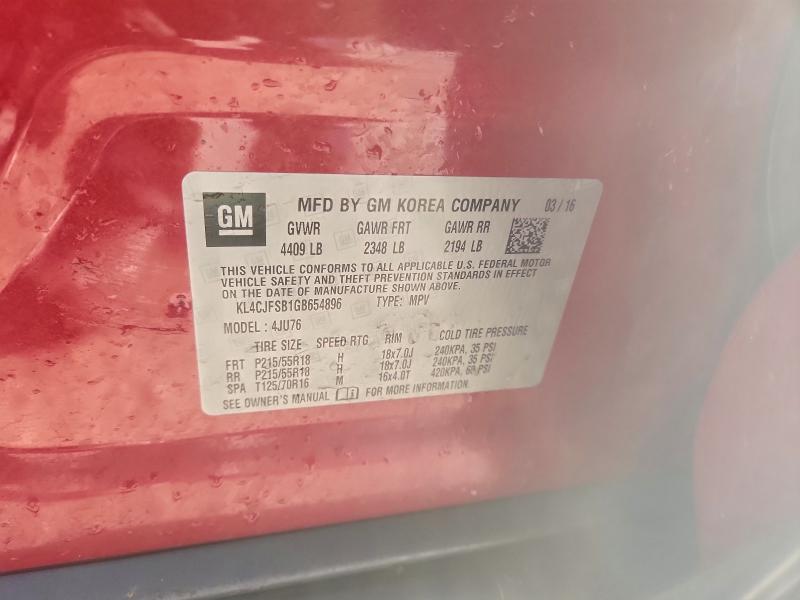 GM
MFD BY GM KOREA COMPANY 03 / 16
GVWR GAWR FRT GAWR RR
4409 LB 2348 LB 2194 LB
THIS VEHICLE CONFORMS TO ALL APPLICABLE U.S. FEDERAL MOTOR
VEHICLE SAFETY AND THEFT PREVENTION STANDARDS IN EFFECT
ON THE DATE OF MANUFACTURE SHOWN ABOVE.
KL4CJFSB1GB654896 TYPE: MPV
MODEL : 4JU76
TIRE SIZE SPEED RTG RIM COLD TIRE PRESSURE
FRT P215/55R18 H 18x7.0J 240KPA, 35 PSI
RR P215/55R18 H 18x7.0J 240KPA, 35 PSI
SPA T125/70R16 M 16x4.0T 420KPA, 60 PSI
SEE OWNER'S MANUAL FOR MORE INFORMATION